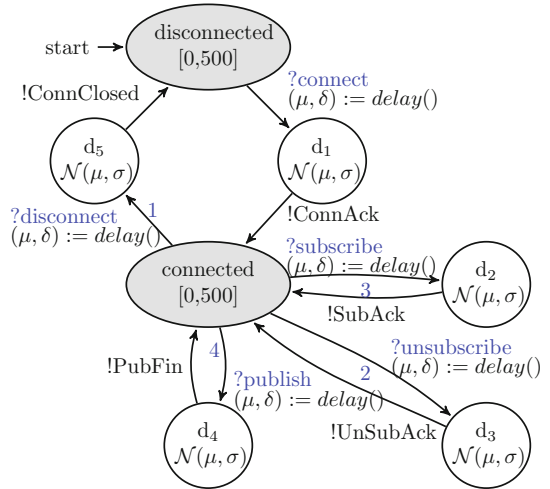 start
disconnected
[0,500]
!ConnClosed
?connect
(μ, δ) := delay()
d5
N(μ, σ)
d1
N(μ, σ)
!ConnAck
?disconnect
1
(μ, δ) := delay()
connected
[0,500]
?subscribe
(μ, δ) := delay()
3
!SubAck
d2
N(μ, σ)
!PubFin
4
?publish
(μ, δ) := delay()
2
?unsubscribe
(μ, δ) := delay()
!UnSubAck
d4
N(μ, σ)
d3
N(μ, σ)